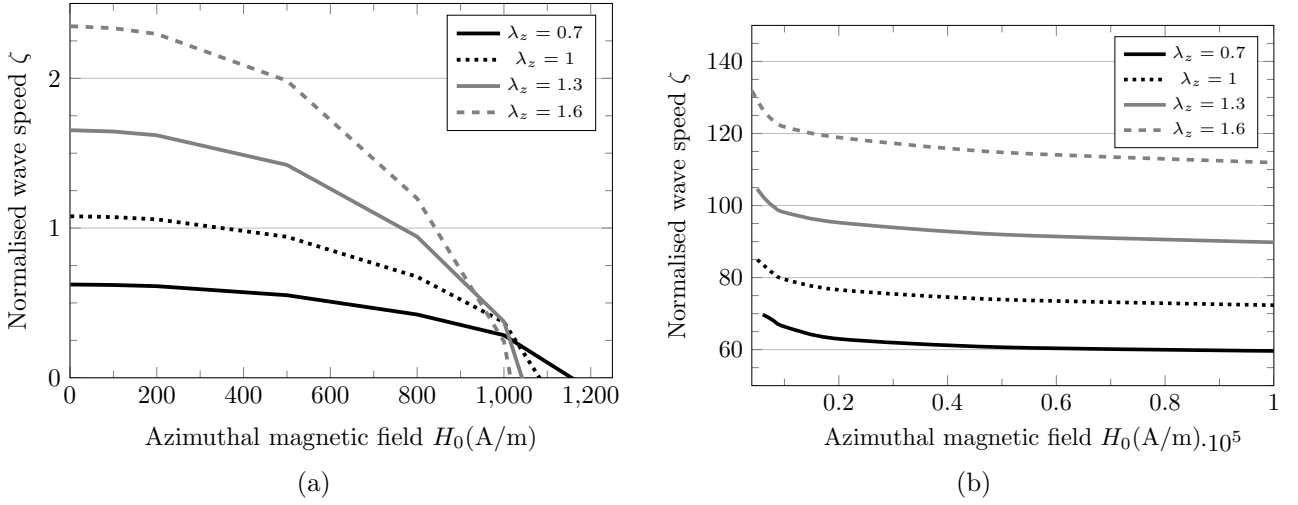 0
1
2
Normalised wave speed ζ
λz = 0.7
λz = 1
λz = 1.3
λz = 1.6
0 200 400 600 800 1,000 1,200
Azimuthal magnetic field H0(A/m)
(a)
60
80
100
120
140
Normalised wave speed ζ
λz = 0.7
λz = 1
λz = 1.3
λz = 1.6
0.2 0.4 0.6 0.8 1
Azimuthal magnetic field H0(A/m).10^5
(b)